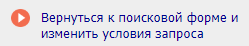 Вернуться к поисковой форме и
изменить условия запроса